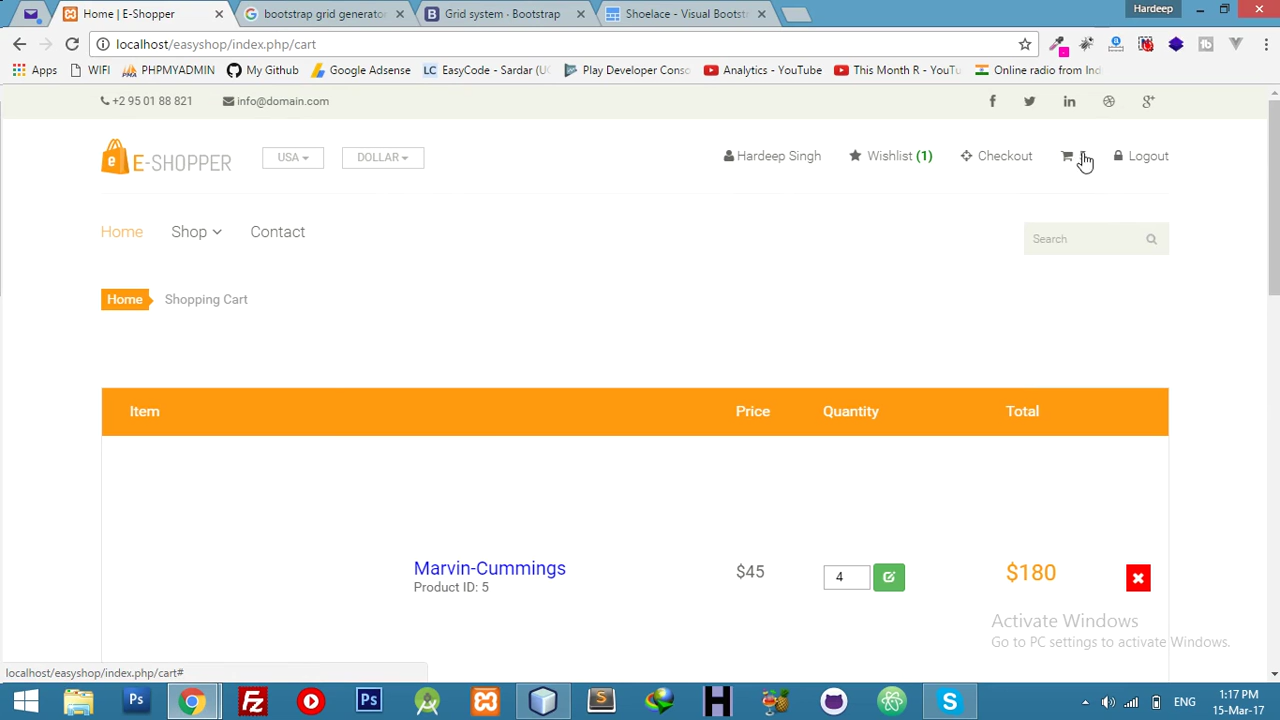 Hardeep
Home | E-Shopper
bootstrap grid generator
Grid system · Bootstrap
Shoelace - Visual Bootst
localhost/easyshop/index.php/cart
Apps
WIFI
PHPMYADMIN
My Github
Google Adsense
EasyCode - Sardar (UC
Play Developer Conso
Analytics - YouTube
This Month R - YouTu
Online radio from Indi
+2 95 01 88 821
info@domain.com
E-SHOPPER
USA
DOLLAR
Hardeep Singh
Wishlist (1)
Checkout
Logout
Home
Shop
Contact
Search
Home
Shopping Cart
Item
Price
Quantity
Total
Marvin-Cummings
Product ID: 5
$45
4
$180
Activate Windows
Go to PC settings to activate Windows.
localhost/easyshop/index.php/cart#
ENG
1:17 PM
15-Mar-17